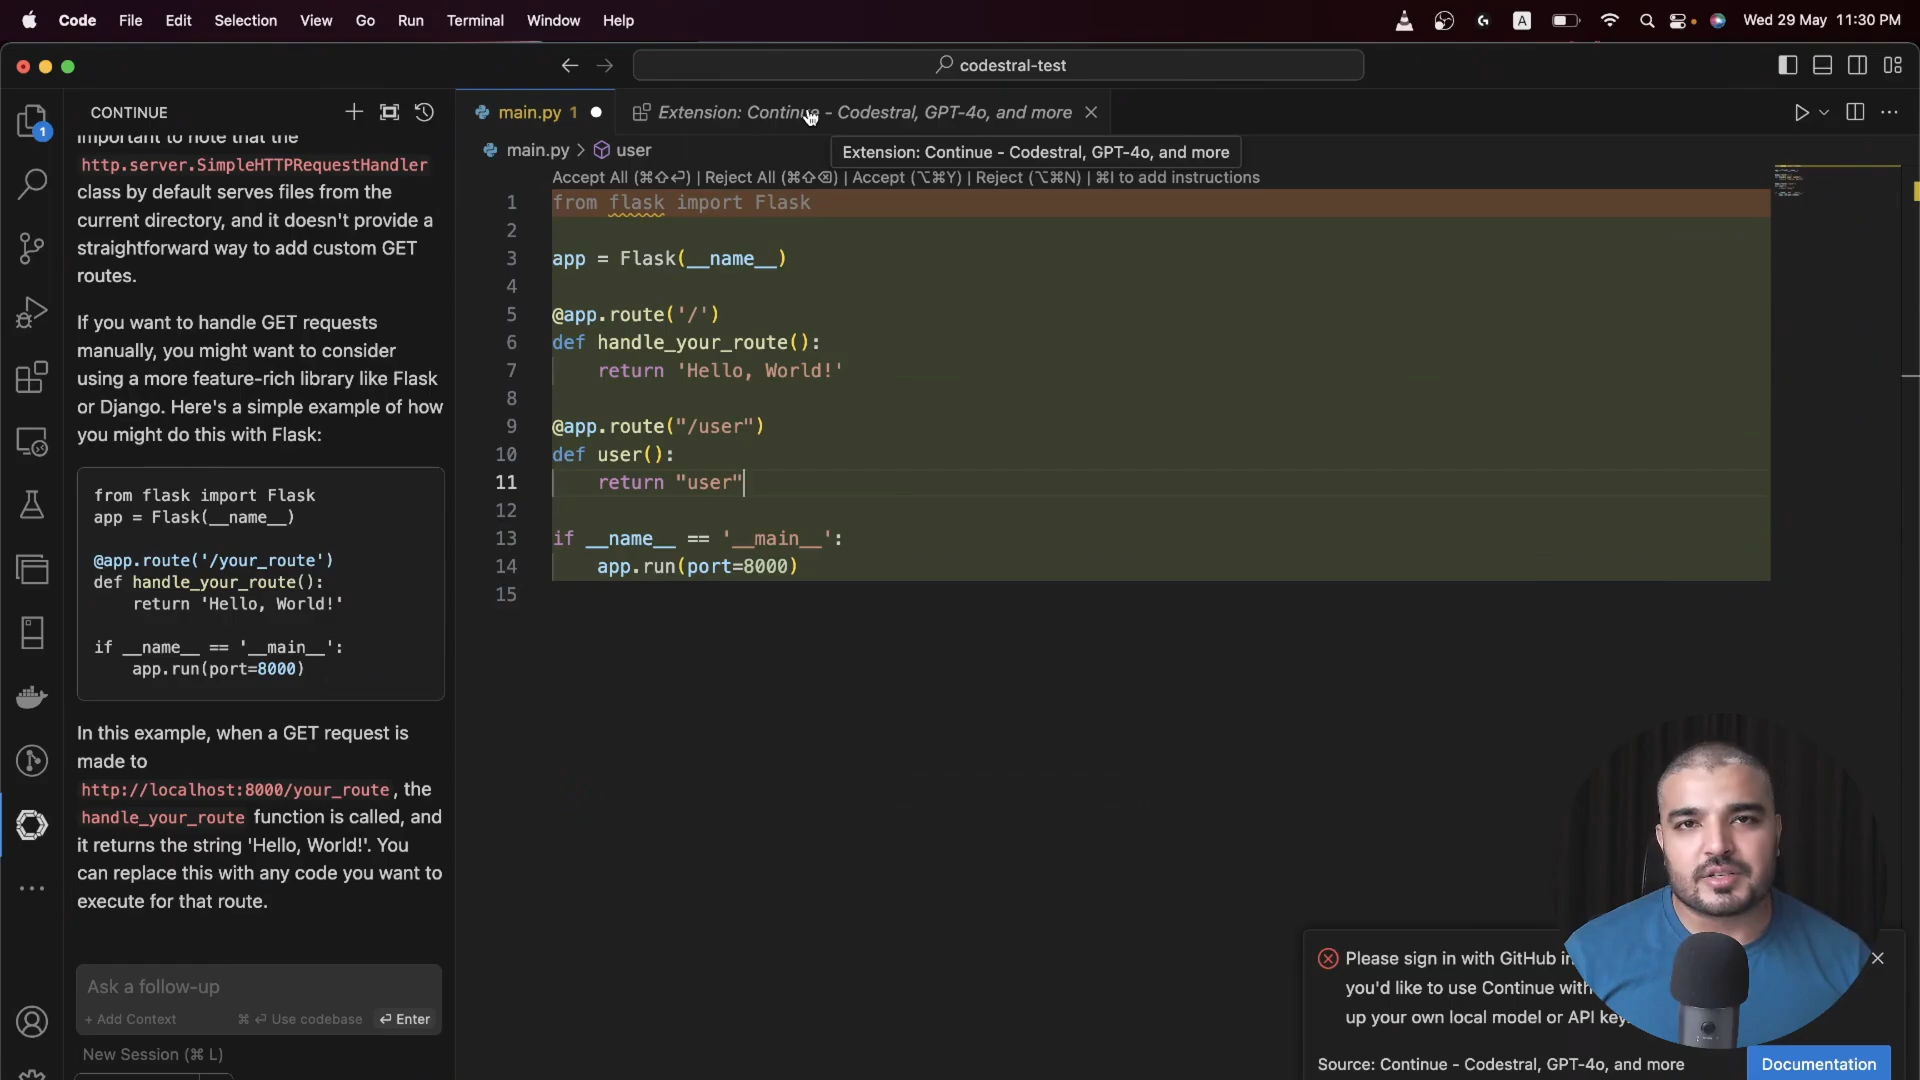 Code File Edit Selection View Go Run Terminal Window Help
A
Wed 29 May 11:30 PM
codestral-test
CONTINUE
main.py 1
Extension: Continue - Codestral, GPT-4o, and more
main.py > user
Extension: Continue - Codestral, GPT-4o, and more
Accept All (⌘⇧⏎) | Reject All (⌘⇧⌫) | Accept (⌥⌘Y) | Reject (⌥⌘N) | ⌘I to add instructions
1 from flask import Flask
2
3 app = Flask(__name__)
4
5 @app.route('/')
6 def handle_your_route():
7 return 'Hello, World!'
8
9 @app.route("/user")
10 def user():
11 return "user"
12
13 if __name__ == '__main__':
14 app.run(port=8000)
15
1
important to note that the
http.server.SimpleHTTPRequestHandler
class by default serves files from the
current directory, and it doesn't provide a
straightforward way to add custom GET
routes.
If you want to handle GET requests
manually, you might want to consider
using a more feature-rich library like Flask
or Django. Here's a simple example of how
you might do this with Flask:
from flask import Flask
app = Flask(__name__)
@app.route('/your_route')
def handle_your_route():
return 'Hello, World!'
if __name__ == '__main__':
app.run(port=8000)
In this example, when a GET request is
made to
http://localhost:8000/your_route, the
handle_your_route function is called, and
it returns the string 'Hello, World!'. You
can replace this with any code you want to
execute for that route.
Ask a follow-up
+ Add Context ⌘ ⏎ Use codebase ⏎ Enter
New Session (⌘ L)
Please sign in with GitHub
you'd like to use Continue
up your own local model or API
Source: Continue - Codestral, GPT-4o, and more
Documentation